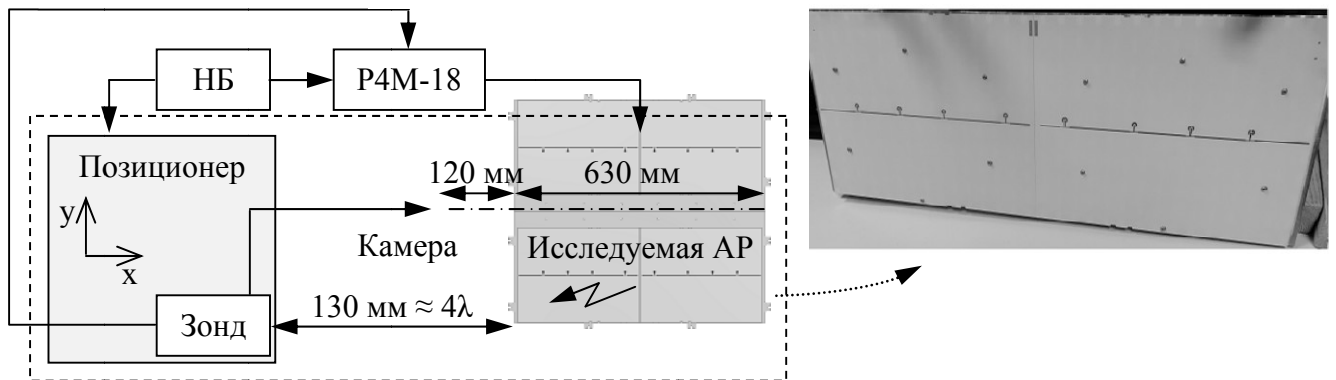 НБ
Р4М-18
Позиционер
у
х
120 мм
630 мм
Камера
Исследуемая АР
130 мм ≈ 4λ
Зонд